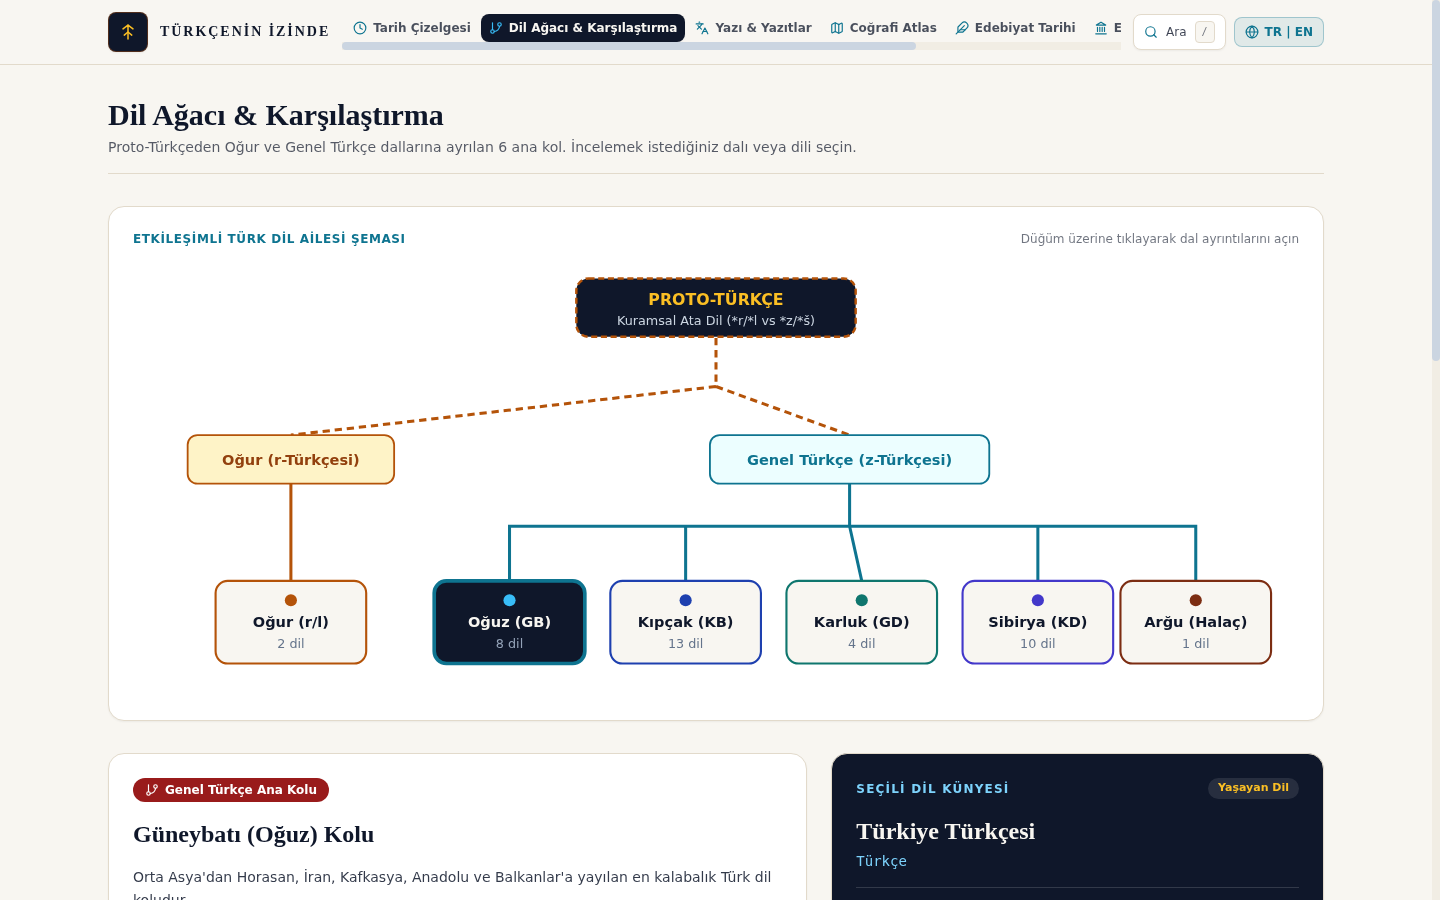 TÜRKÇENİN İZİNDE
Tarih Çizelgesi
Dil Ağacı & Karşılaştırma
Yazı & Yazıtlar
Coğrafi Atlas
Edebiyat Tarihi
E
Ara /
TR | EN
Dil Ağacı & Karşılaştırma
Proto-Türkçeden Oğur ve Genel Türkçe dallarına ayrılan 6 ana kol. İncelemek istediğiniz dalı veya dili seçin.
ETKİLEŞİMLİ TÜRK DİL AİLESİ ŞEMASI
Düğüm üzerine tıklayarak dal ayrıntılarını açın
PROTO-TÜRKÇE
Kuramsal Ata Dil (*r/*l vs *z/*š)
Oğur (r-Türkçesi)
Genel Türkçe (z-Türkçesi)
Oğur (r/l)
2 dil
Oğuz (GB)
8 dil
Kıpçak (KB)
13 dil
Karluk (GD)
4 dil
Sibirya (KD)
10 dil
Arğu (Halaç)
1 dil
Genel Türkçe Ana Kolu
Güneybatı (Oğuz) Kolu
Orta Asya'dan Horasan, İran, Kafkasya, Anadolu ve Balkanlar'a yayılan en kalabalık Türk dil
koludur.
SEÇİLİ DİL KÜNYESİ
Yaşayan Dil
Türkiye Türkçesi
Türkçe